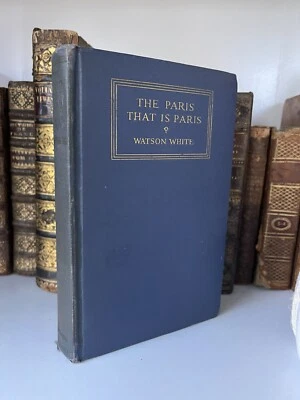 THE PARIS
THAT IS PARIS
WATSON WHITE